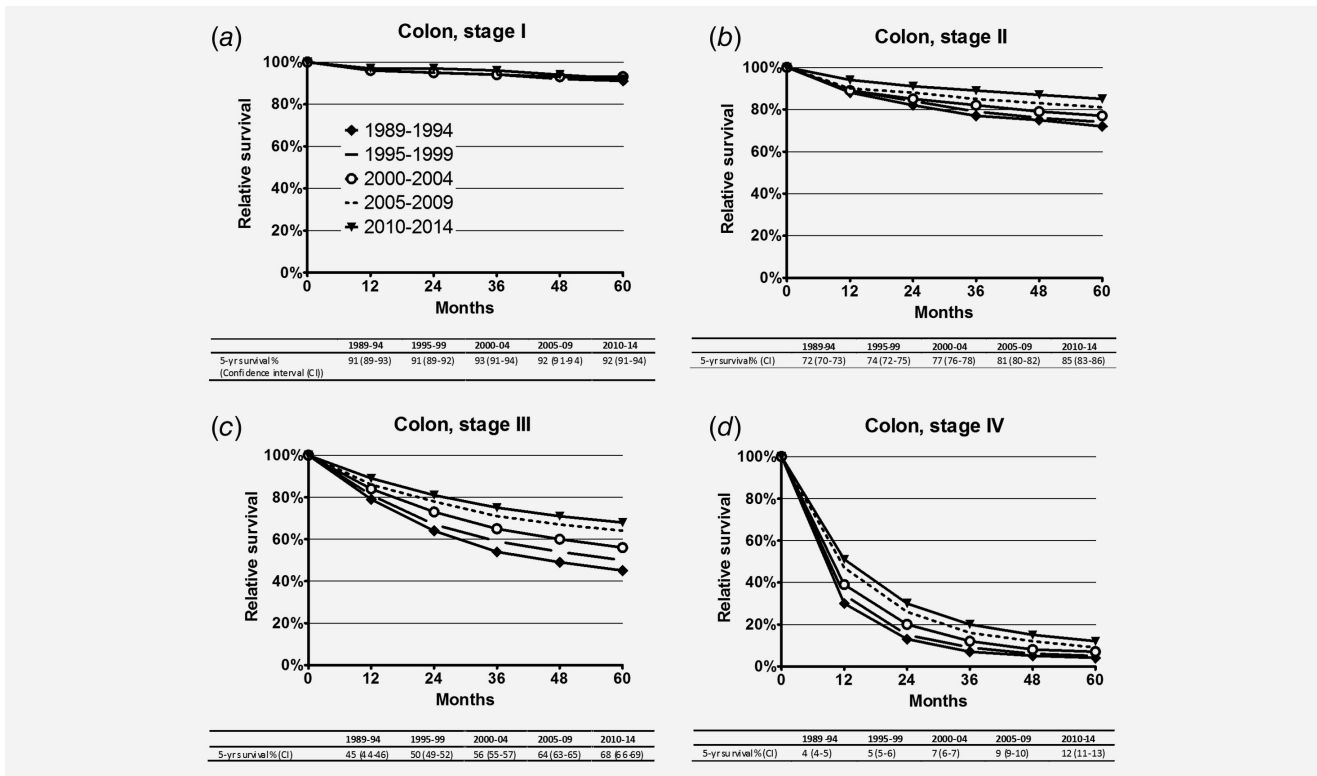 (a)
Colon, stage I
100%
80%
60%
40%
20%
0%
Relative survival
1989-1994
1995-1999
2000-2004
2005-2009
2010-2014
0 12 24 36 48 60
Months
1989-94 1995-99 2000-04 2005-09 2010-14
5-yr survival% 91 (89-93) 91 (89-92) 93 (91-94) 92 (91-94) 92 (91-94)
(Confidence interval (CI))
(b)
Colon, stage II
100%
80%
60%
40%
20%
0%
Relative survival
0 12 24 36 48 60
Months
1989-94 1995-99 2000-04 2005-09 2010-14
5-yr survival% (CI) 72 (70-73) 74 (72-75) 77 (76-78) 81 (80-82) 85 (83-86)
(c)
Colon, stage III
100%
80%
60%
40%
20%
0%
Relative survival
0 12 24 36 48 60
Months
1989-94 1995-99 2000-04 2005-09 2010-14
5-yr survival% (CI) 45 (44-46) 50 (49-52) 56 (55-57) 64 (63-65) 68 (66-69)
(d)
Colon, stage IV
100%
80%
60%
40%
20%
0%
Relative survival
0 12 24 36 48 60
Months
1989-94 1995-99 2000-04 2005-09 2010-14
5-yr survival% (CI) 4 (4-5) 5 (5-6) 7 (6-7) 9 (9-10) 12 (11-13)